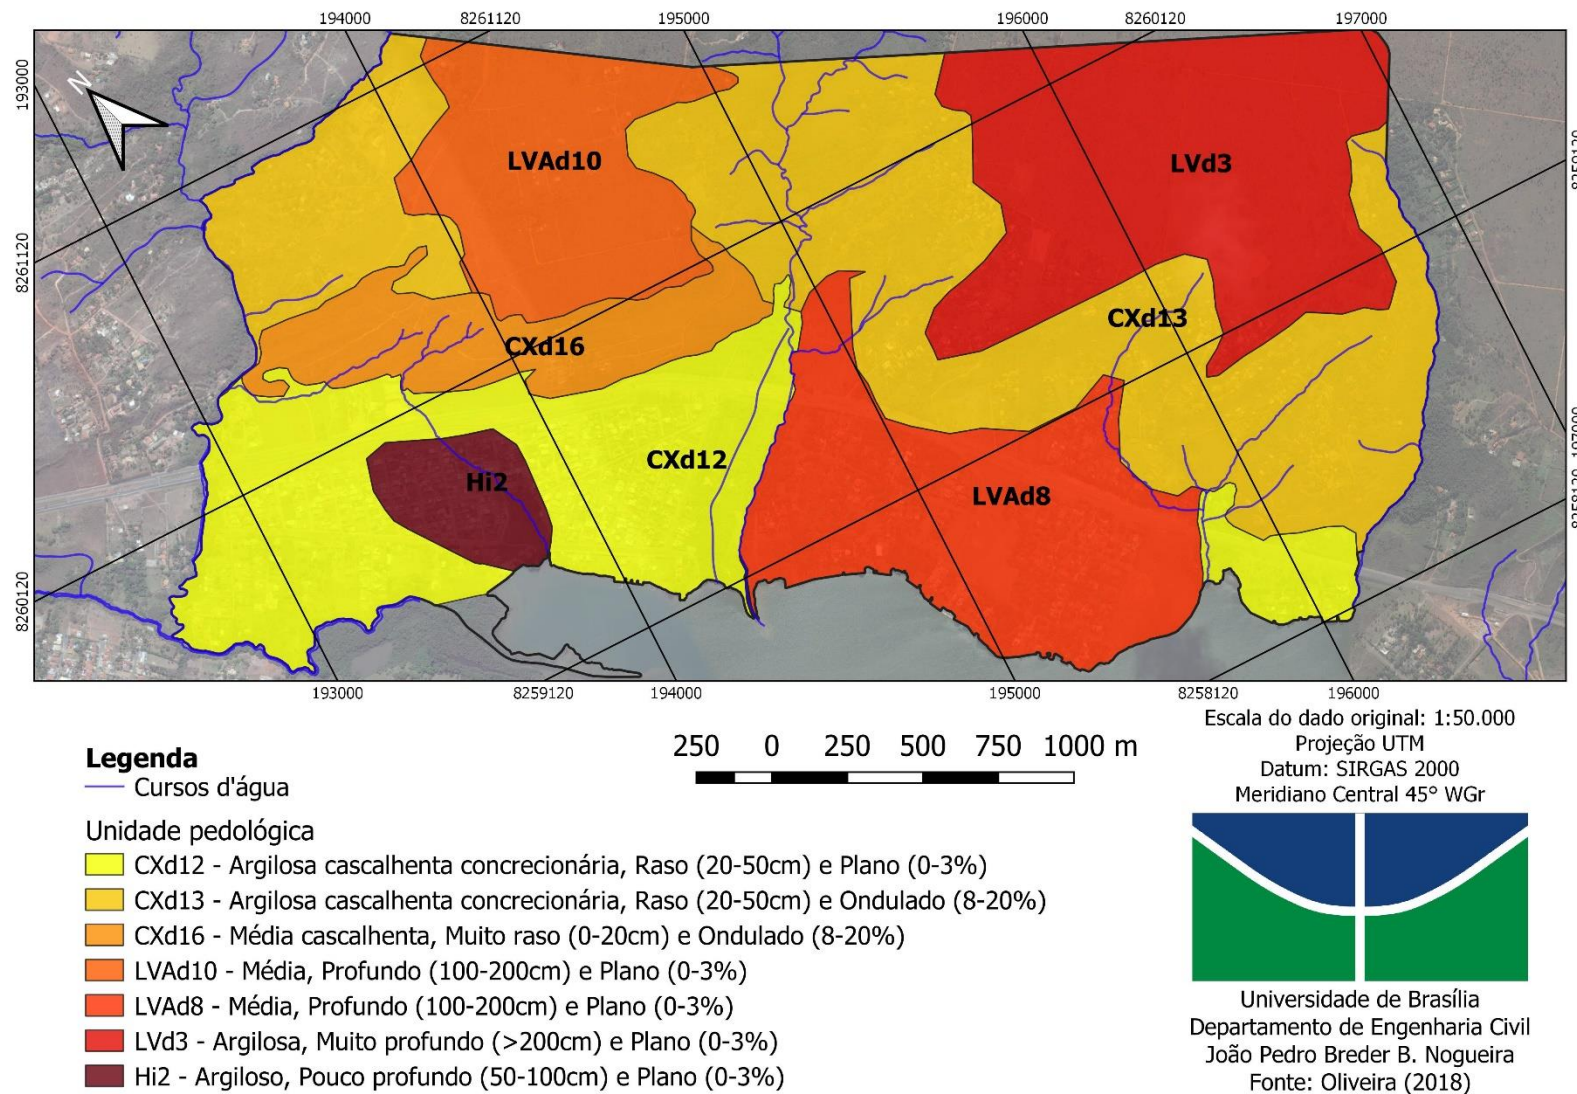 194000 8261120 195000 196000 8260120 197000
193000
8261120
8260120
8259120
197000
8258120
N
LVAd10
LVd3
CXd16
CXd13
CXd12
Hi2
LVAd8
193000 8259120 194000 195000 8258120 196000
250 0 250 500 750 1000 m
Legenda
Cursos d'água
Unidade pedológica
CXd12 - Argilosa cascalhenta concrecionária, Raso (20-50cm) e Plano (0-3%)
CXd13 - Argilosa cascalhenta concrecionária, Raso (20-50cm) e Ondulado (8-20%)
CXd16 - Média cascalhenta, Muito raso (0-20cm) e Ondulado (8-20%)
LVAd10 - Média, Profundo (100-200cm) e Plano (0-3%)
LVAd8 - Média, Profundo (100-200cm) e Plano (0-3%)
LVd3 - Argilosa, Muito profundo (>200cm) e Plano (0-3%)
Hi2 - Argiloso, Pouco profundo (50-100cm) e Plano (0-3%)
Escala do dado original: 1:50.000
Projeção UTM
Datum: SIRGAS 2000
Meridiano Central 45° WGr
Universidade de Brasília
Departamento de Engenharia Civil
João Pedro Breder B. Nogueira
Fonte: Oliveira (2018)